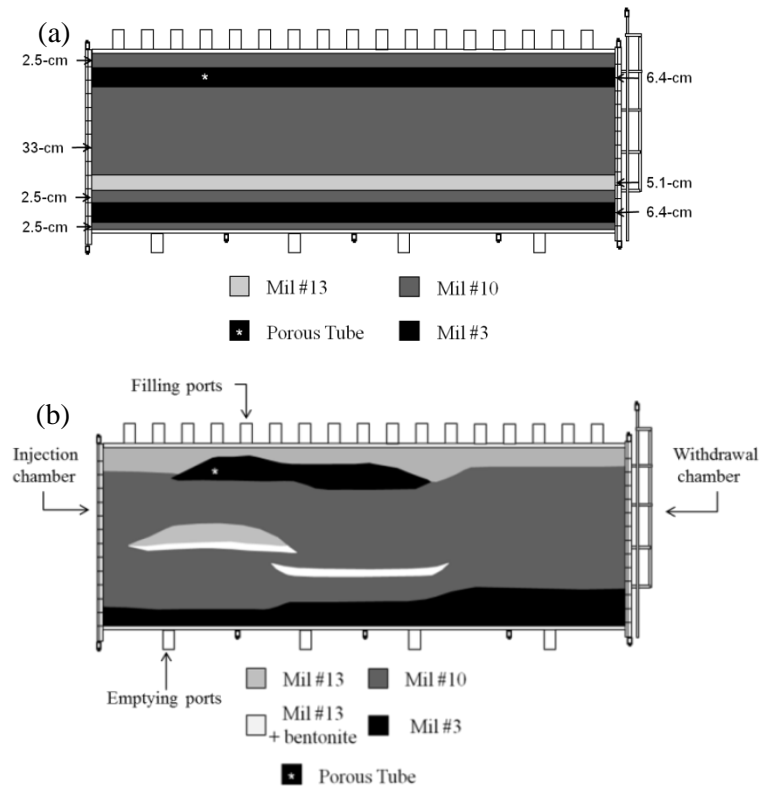 (a)
2.5-cm
6.4-cm
33-cm
5.1-cm
2.5-cm
6.4-cm
2.5-cm
*
Mil #13
Mil #10
* Porous Tube
Mil #3
Filling ports
(b)
Injection
chamber
Withdrawal
chamber
*
Emptying ports
Mil #13
Mil #10
Mil #13
+ bentonite
Mil #3
* Porous Tube